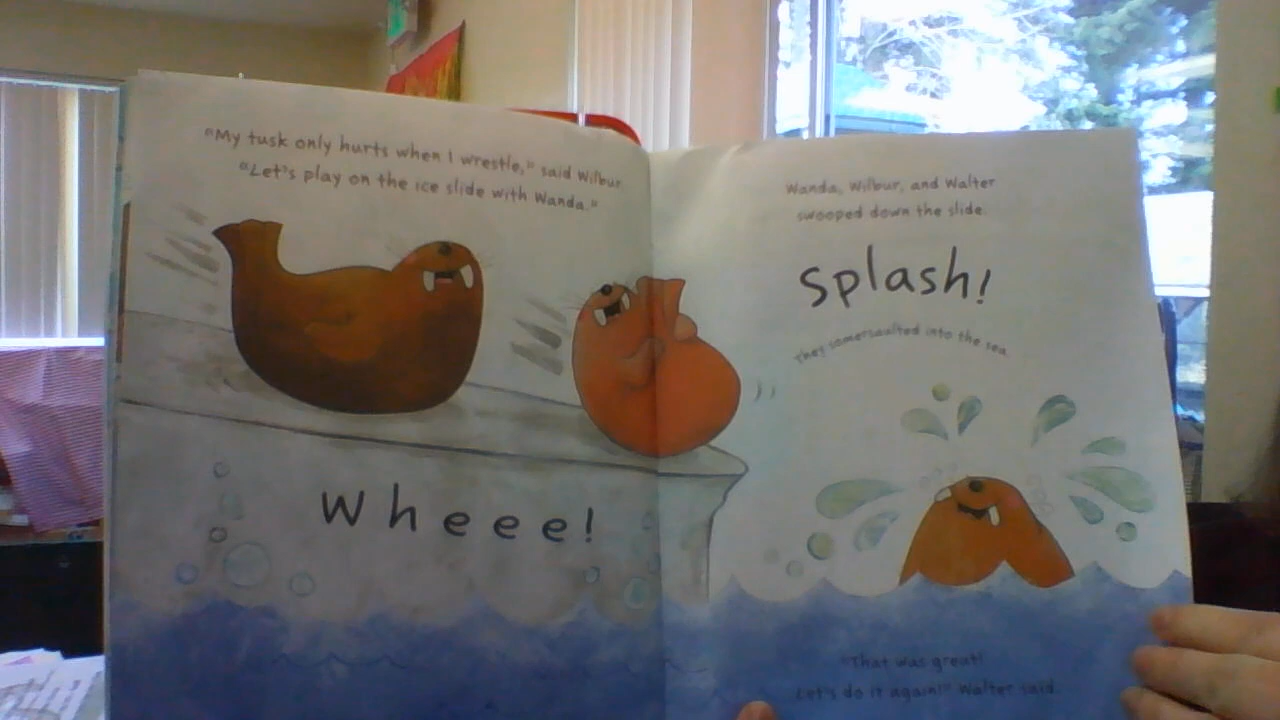 "My tusk only hurts when I wrestle," said Wilbur.
"Let's play on the ice slide with Wanda."
Wheee!
Wanda, Wilbur, and Walter
swooped down the slide.
Splash!
They somersaulted into the sea.
"That was great!
Let's do it again!" Walter said.